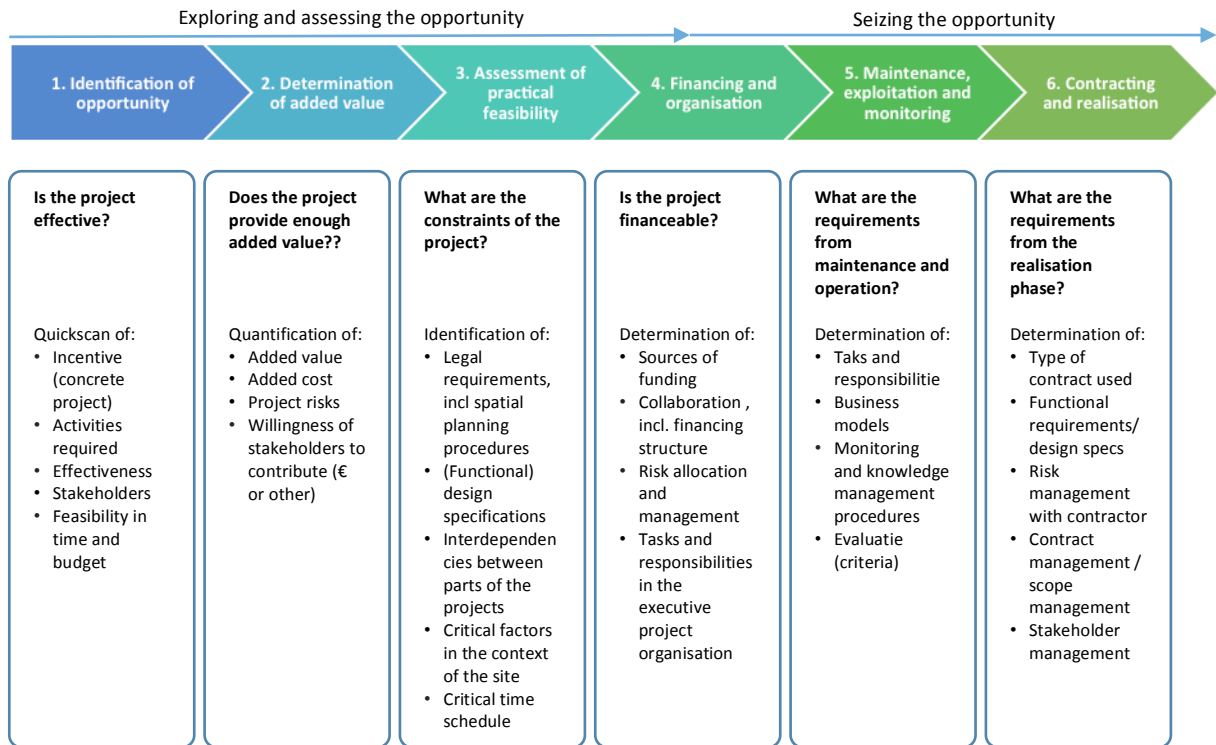 Exploring and assessing the opportunity
Seizing the opportunity
1. Identification of
opportunity
2. Determination
of added value
3. Assessment of
practical
feasibility
4. Financing and
organisation
5. Maintenance,
exploitation and
monitoring
6. Contracting
and realisation
Is the project
effective?
Quickscan of:
• Incentive
(concrete
project)
• Activities
required
• Effectiveness
• Stakeholders
• Feasibility in
time and
budget
Does the project
provide enough
added value??
Quantification of:
• Added value
• Added cost
• Project risks
• Willingness of
stakeholders to
contribute (€
or other)
What are the
constraints of the
project?
Identification of:
• Legal
requirements,
incl spatial
planning
procedures
• (Functional)
design
specifications
• Interdependen
cies between
parts of the
projects
• Critical factors
in the context
of the site
• Critical time
schedule
Is the project
financeable?
Determination of:
• Sources of
funding
• Collaboration ,
incl. financing
structure
• Risk allocation
and
management
• Tasks and
responsibilities
in the
executive
project
organisation
What are the
requirements
from
maintenance and
operation?
Determination of:
• Taks and
responsibilitie
• Business
models
• Monitoring
and knowledge
management
procedures
• Evaluatie
(criteria)
What are the
requirements
from the
realisation
phase?
Determination of:
• Type of
contract used
• Functional
requirements/
design specs
• Risk
management
with contractor
• Contract
management /
scope
management
• Stakeholder
management